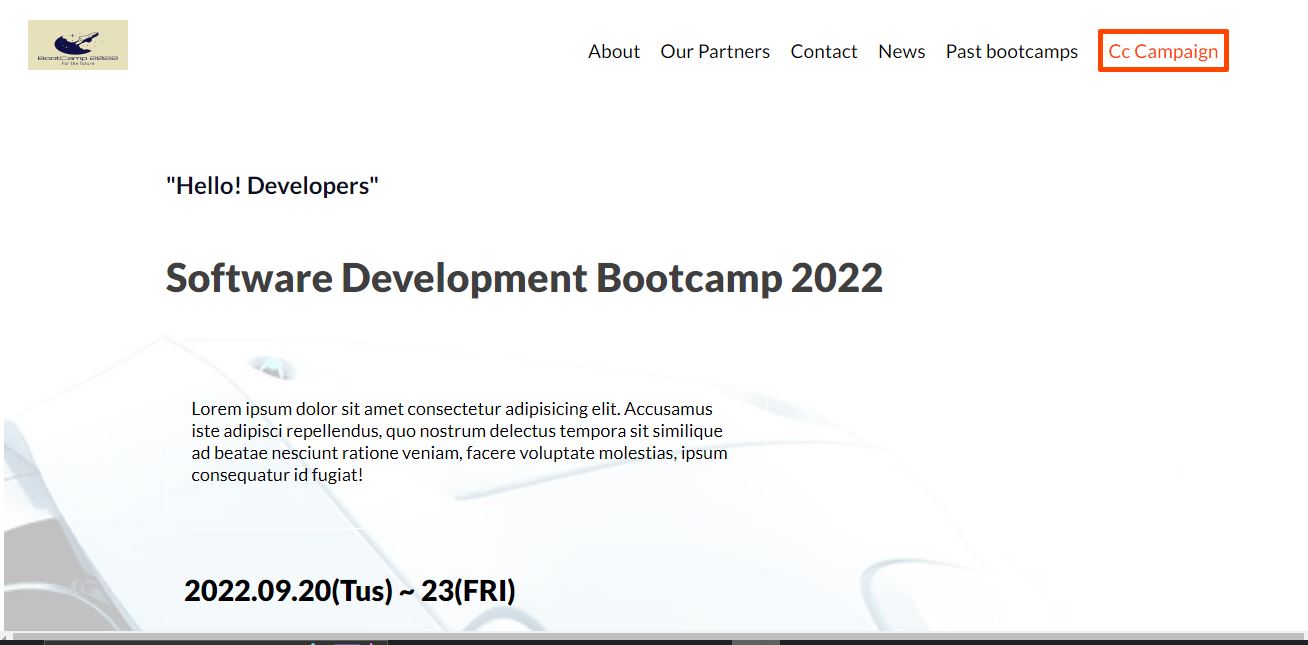 BootCamp 2022
For the future
About Our Partners Contact News Past bootcamps Cc Campaign
"Hello! Developers"
Software Development Bootcamp 2022
Lorem ipsum dolor sit amet consectetur adipisicing elit. Accusamus
iste adipisci repellendus, quo nostrum delectus tempora sit similique
ad beatae nesciunt ratione veniam, facere voluptate molestias, ipsum
consequatur id fugiat!
2022.09.20(Tus) ~ 23(FRI)